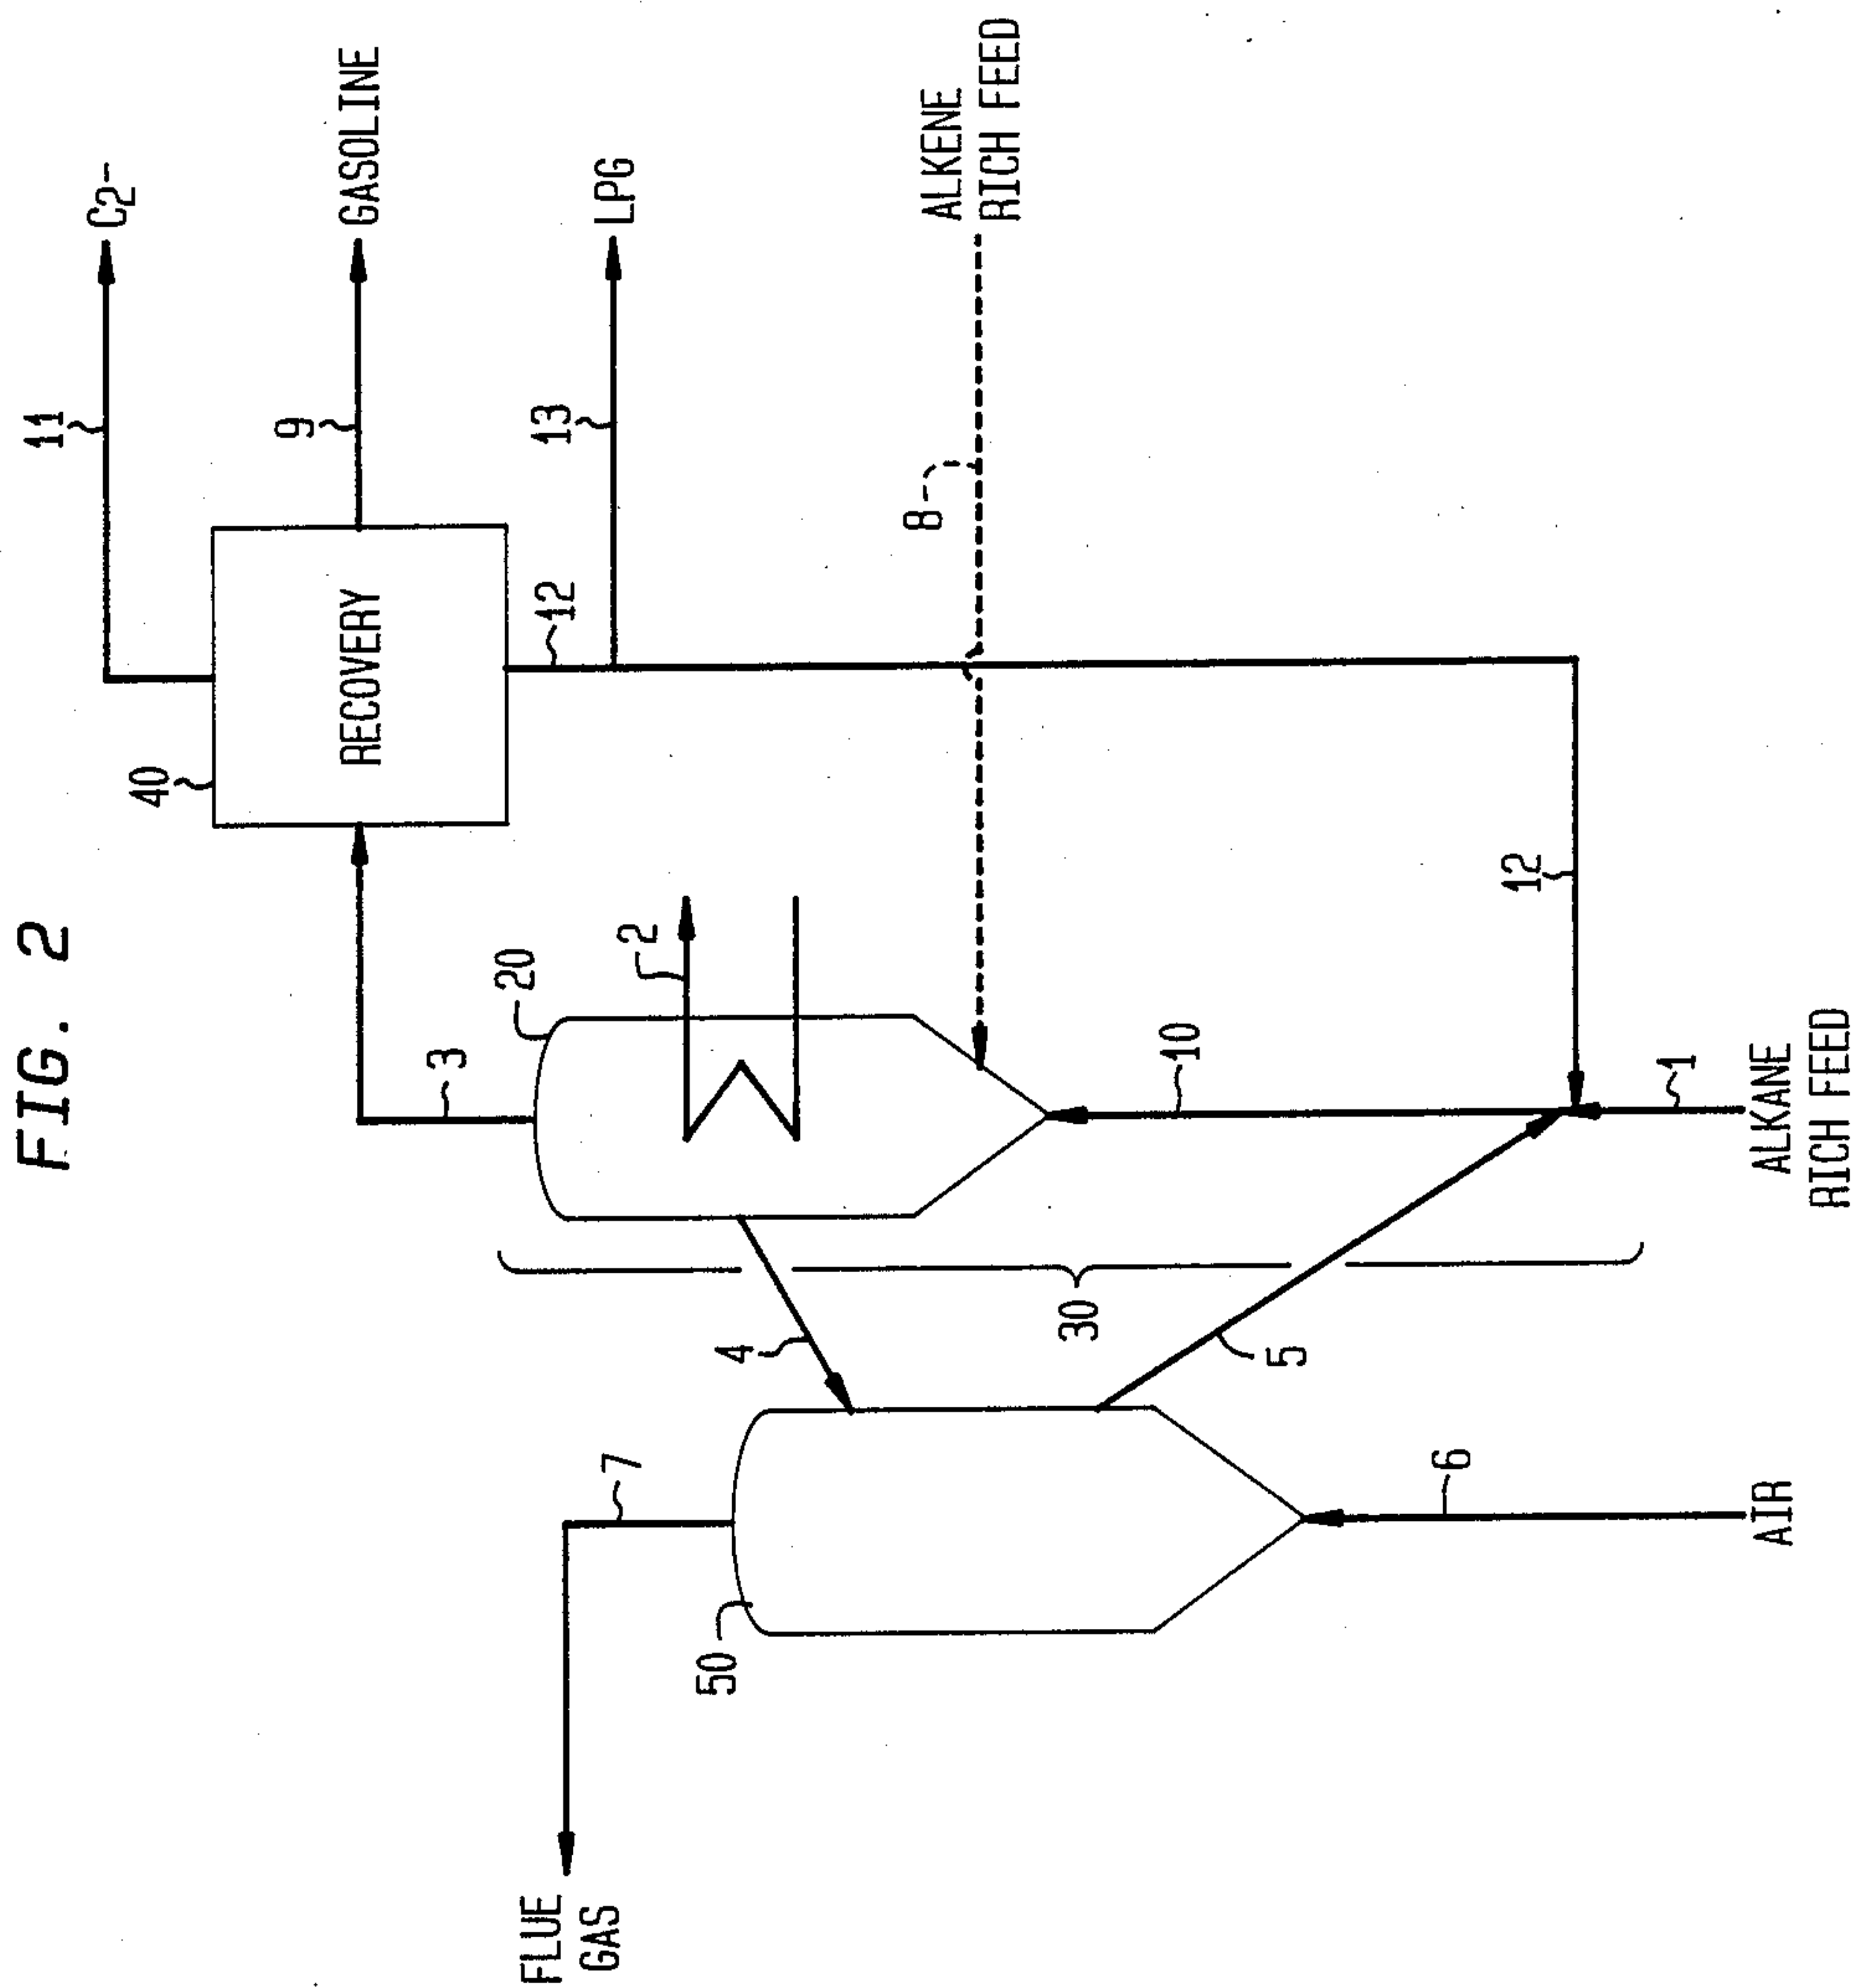 FIG. 2
11
C2-
40
RECOVERY
9
GASOLINE
3
12
13
LPG
20
2
8
ALKENE
RICH FEED
FLUE
GAS
7
50
4
30
5
10
12
6
AIR
1
ALKANE
RICH FEED